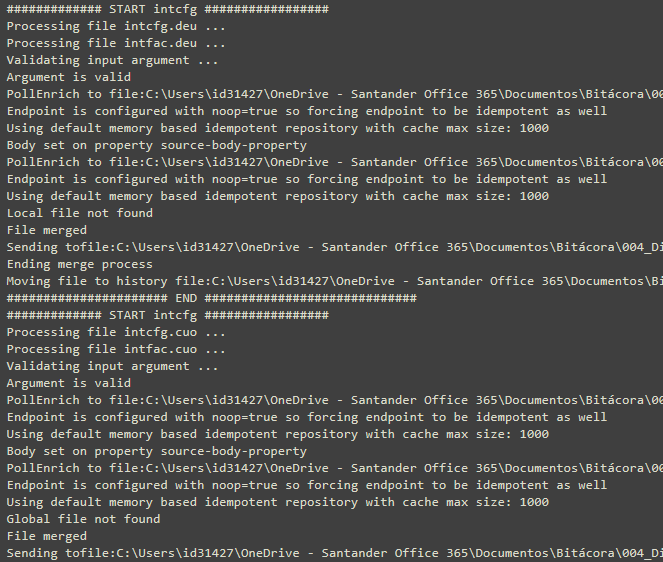 ############# START intcfg #################
Processing file intcfg.deu ...
Processing file intfac.deu ...
Validating input argument ...
Argument is valid
PollEnrich to file:C:\Users\id31427\OneDrive - Santander Office 365\Documentos\Bitácora\00
Endpoint is configured with noop=true so forcing endpoint to be idempotent as well
Using default memory based idempotent repository with cache max size: 1000
Body set on property source-body-property
PollEnrich to file:C:\Users\id31427\OneDrive - Santander Office 365\Documentos\Bitácora\00
Endpoint is configured with noop=true so forcing endpoint to be idempotent as well
Using default memory based idempotent repository with cache max size: 1000
Local file not found
File merged
Sending tofile:C:\Users\id31427\OneDrive - Santander Office 365\Documentos\Bitácora\004_Di
Ending merge process
Moving file to history file:C:\Users\id31427\OneDrive - Santander Office 365\Documentos\Bi
###################### END #############################
############# START intcfg #################
Processing file intcfg.cuo ...
Processing file intfac.cuo ...
Validating input argument ...
Argument is valid
PollEnrich to file:C:\Users\id31427\OneDrive - Santander Office 365\Documentos\Bitácora\00
Endpoint is configured with noop=true so forcing endpoint to be idempotent as well
Using default memory based idempotent repository with cache max size: 1000
Body set on property source-body-property
PollEnrich to file:C:\Users\id31427\OneDrive - Santander Office 365\Documentos\Bitácora\00
Endpoint is configured with noop=true so forcing endpoint to be idempotent as well
Using default memory based idempotent repository with cache max size: 1000
Global file not found
File merged
Sending tofile:C:\Users\id31427\OneDrive - Santander Office 365\Documentos\Bitácora\004_Di